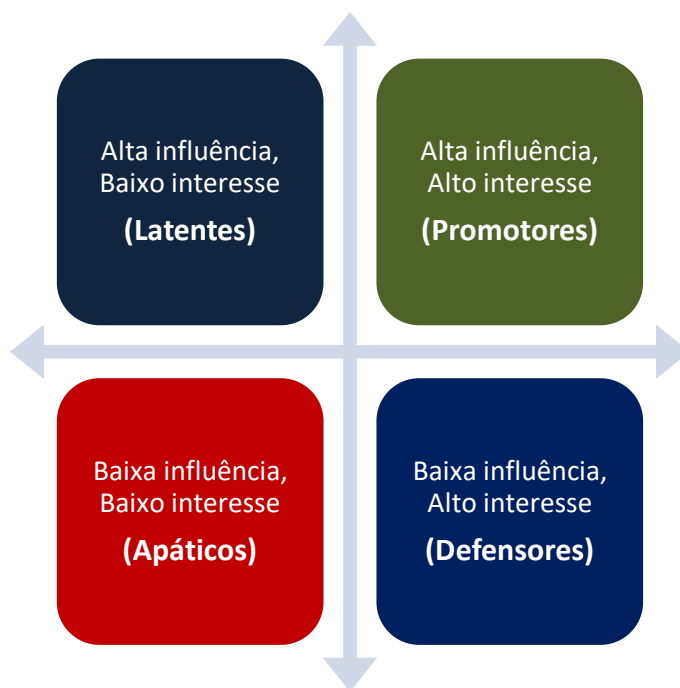 Alta influência,
Baixo interesse
(Latentes)
Alta influência,
Alto interesse
(Promotores)
Baixa influência,
Baixo interesse
(Apáticos)
Baixa influência,
Alto interesse
(Defensores)